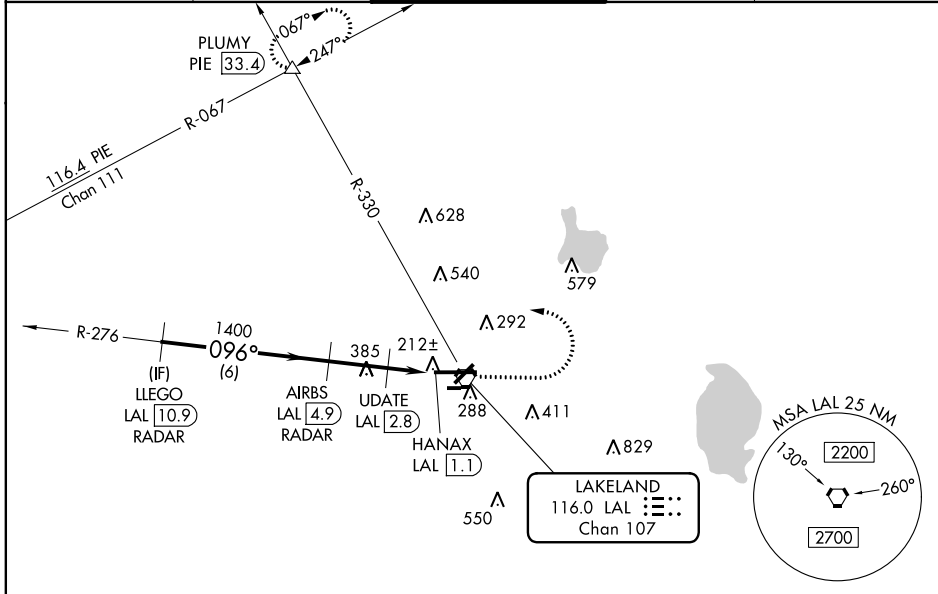 067°
247°
PLUMY
PIE 33.4
R-067
116.4 PIE
Chan 111
R-330
628
540
579
292
R-276
1400
096°
(6)
385
212±
(IF)
LLEGO
LAL 10.9
RADAR
AIRBS
LAL 4.9
RADAR
UDATE
LAL 2.8
288
HANAX
LAL 1.1
411
829
550
LAKELAND
116.0 LAL
Chan 107
MSA LAL 25 NM
130°
2200
260°
2700